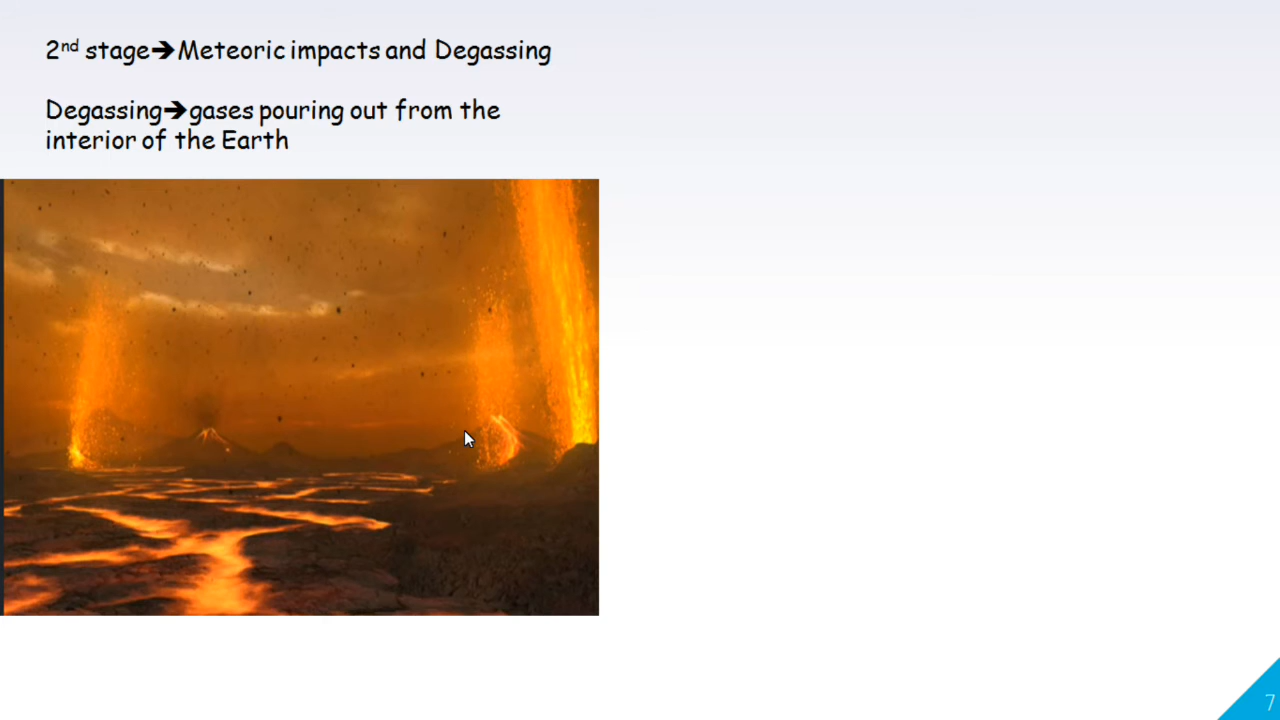 2nd stage➔Meteoric impacts and Degassing
Degassing➔gases pouring out from the
interior of the Earth
7